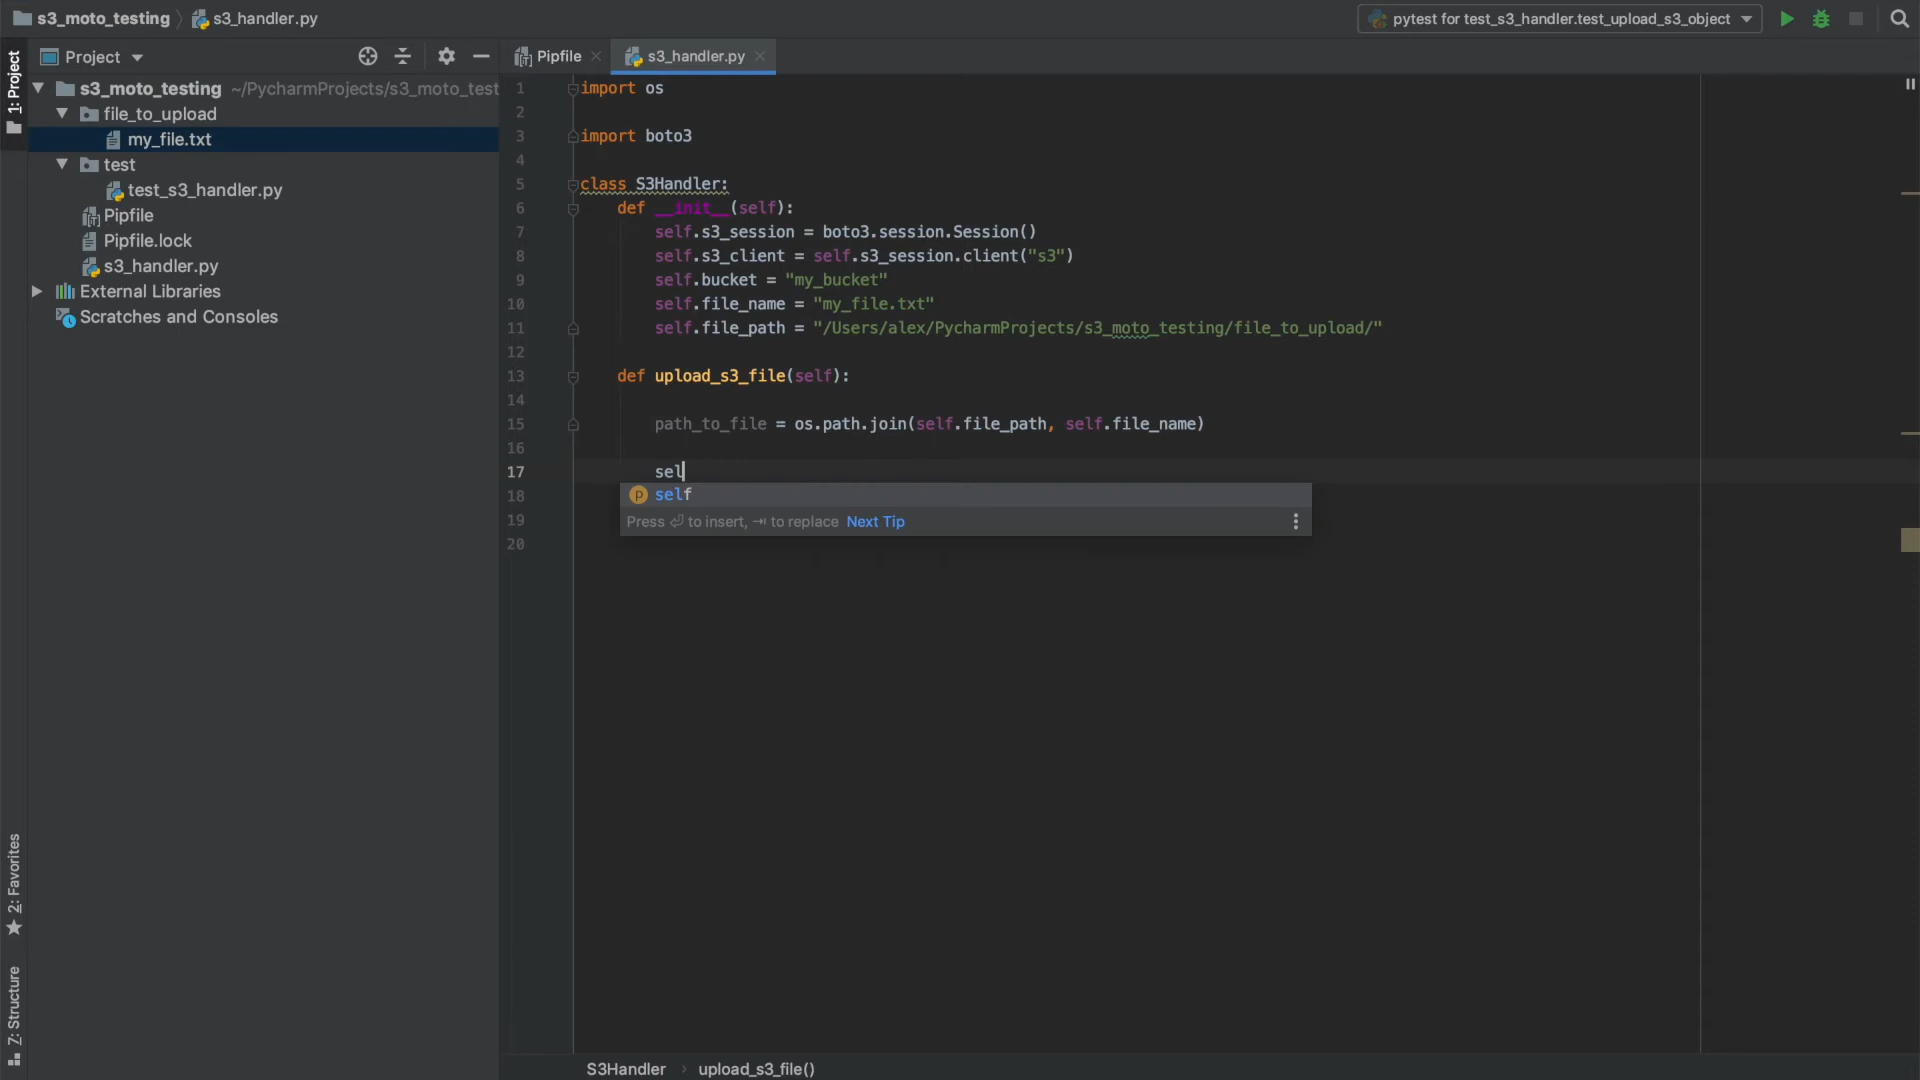 s3_moto_testing s3_handler.py
pytest for test_s3_handler.test_upload_s3_object
1: Project
Project
s3_moto_testing ~/PycharmProjects/s3_moto_test
file_to_upload
my_file.txt
test
test_s3_handler.py
Pipfile
Pipfile.lock
s3_handler.py
External Libraries
Scratches and Consoles
2: Favorites
7: Structure
Pipfile s3_handler.py
1 import os
2
3 import boto3
4
5 class S3Handler:
6 def __init__(self):
7 self.s3_session = boto3.session.Session()
8 self.s3_client = self.s3_session.client("s3")
9 self.bucket = "my_bucket"
10 self.file_name = "my_file.txt"
11 self.file_path = "/Users/alex/PycharmProjects/s3_moto_testing/file_to_upload/"
12
13 def upload_s3_file(self):
14
15 path_to_file = os.path.join(self.file_path, self.file_name)
16
17 sel
18
19
20
p self
Press ⏎ to insert, ⇥ to replace Next Tip
S3Handler › upload_s3_file()